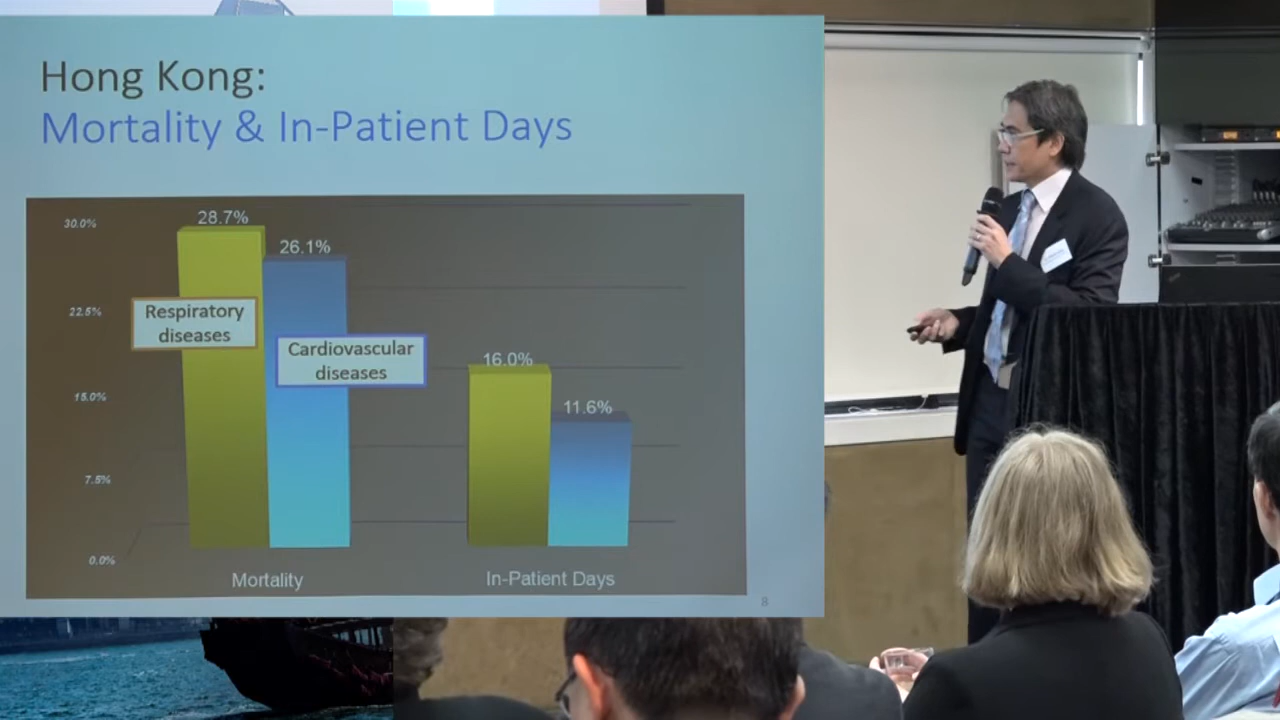 Hong Kong:
Mortality & In-Patient Days
30.0%
22.5%
15.0%
7.5%
0.0%
28.7%
26.1%
Respiratory
diseases
Cardiovascular
diseases
16.0%
11.6%
Mortality
In-Patient Days
8